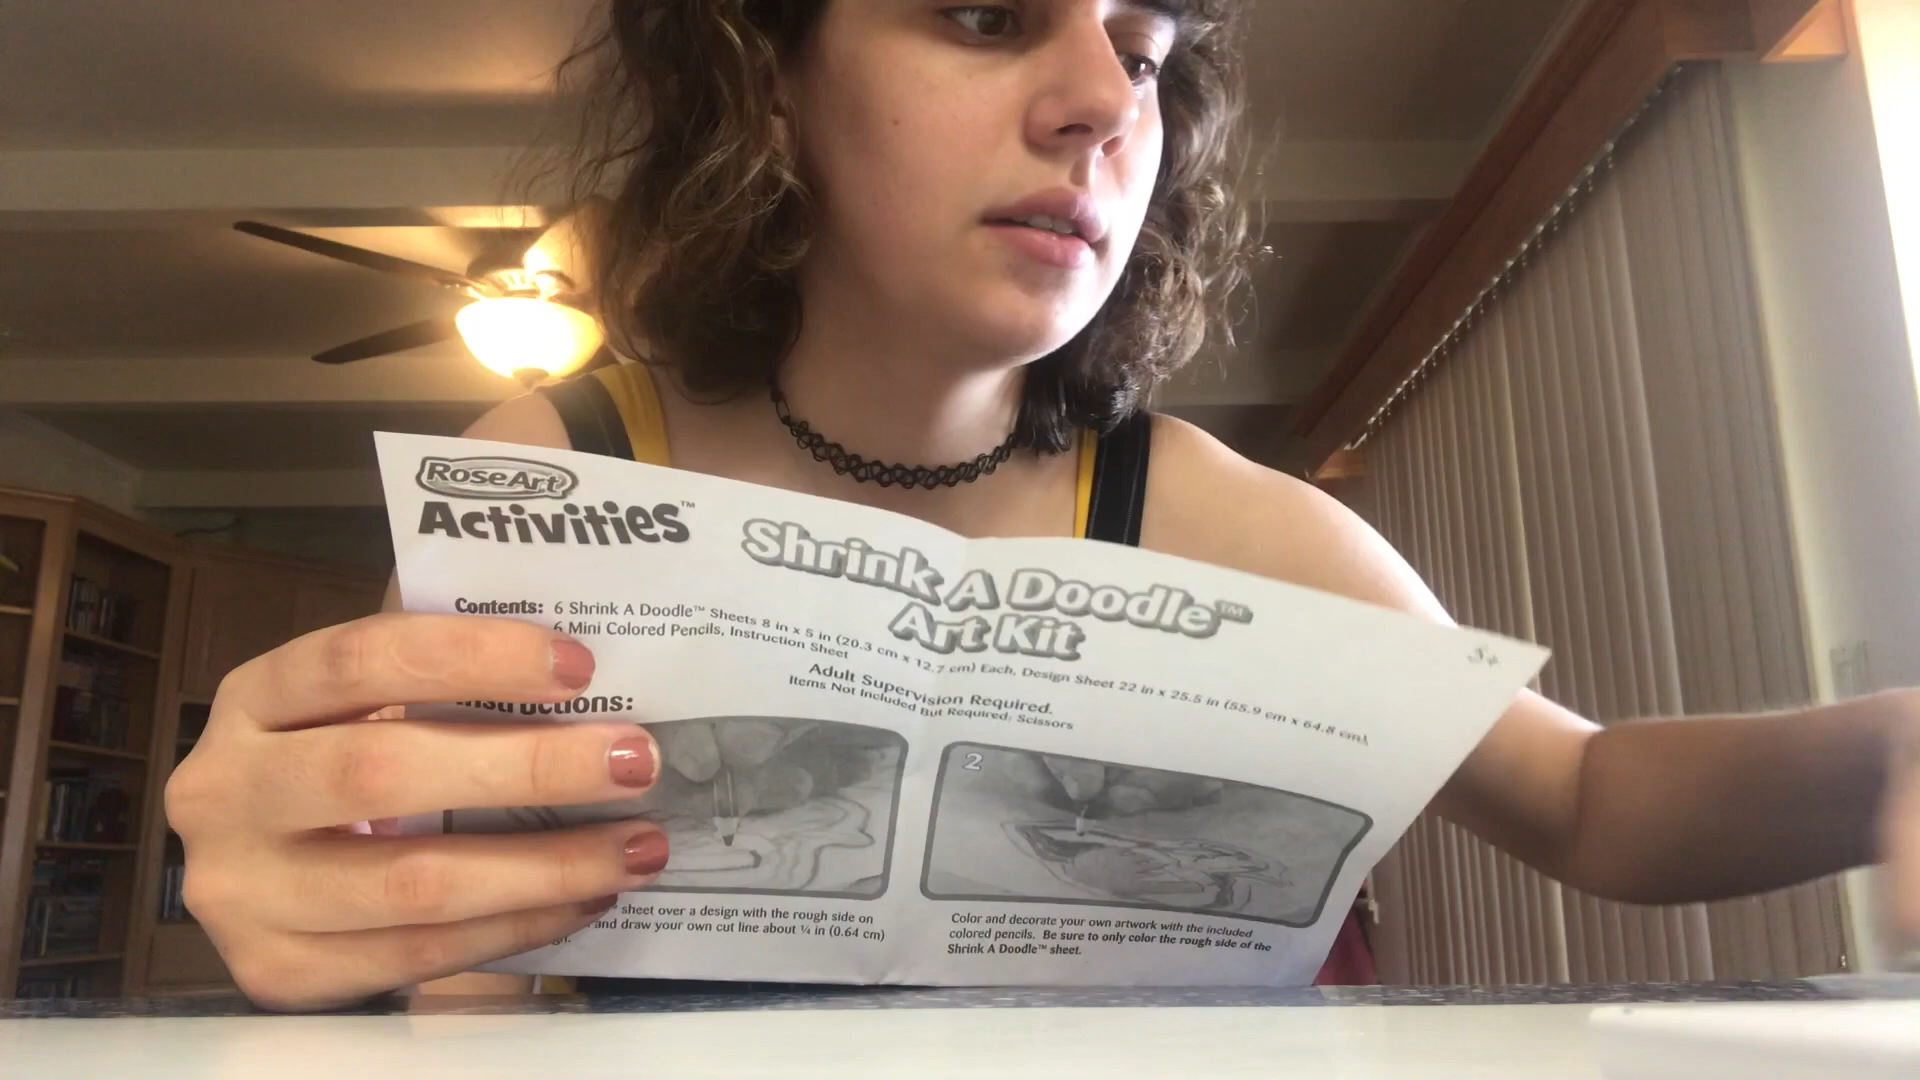 RoseArt
Activities™
Shrink A Doodle™
Art Kit
Contents: 6 Shrink A Doodle™ Sheets 8 in x 5 in (20.3 cm x 12.7 cm) Each, Design Sheet 22 in x 25.5 in (55.9 cm x 64.8 cm),
6 Mini Colored Pencils, Instruction Sheet
Adult Supervision Required.
Items Not Included But Required: Scissors
2
sheet over a design with the rough side on
and draw your own cut line about ¼ in (0.64 cm)
Color and decorate your own artwork with the included
colored pencils. Be sure to only color the rough side of the
Shrink A Doodle™ sheet.